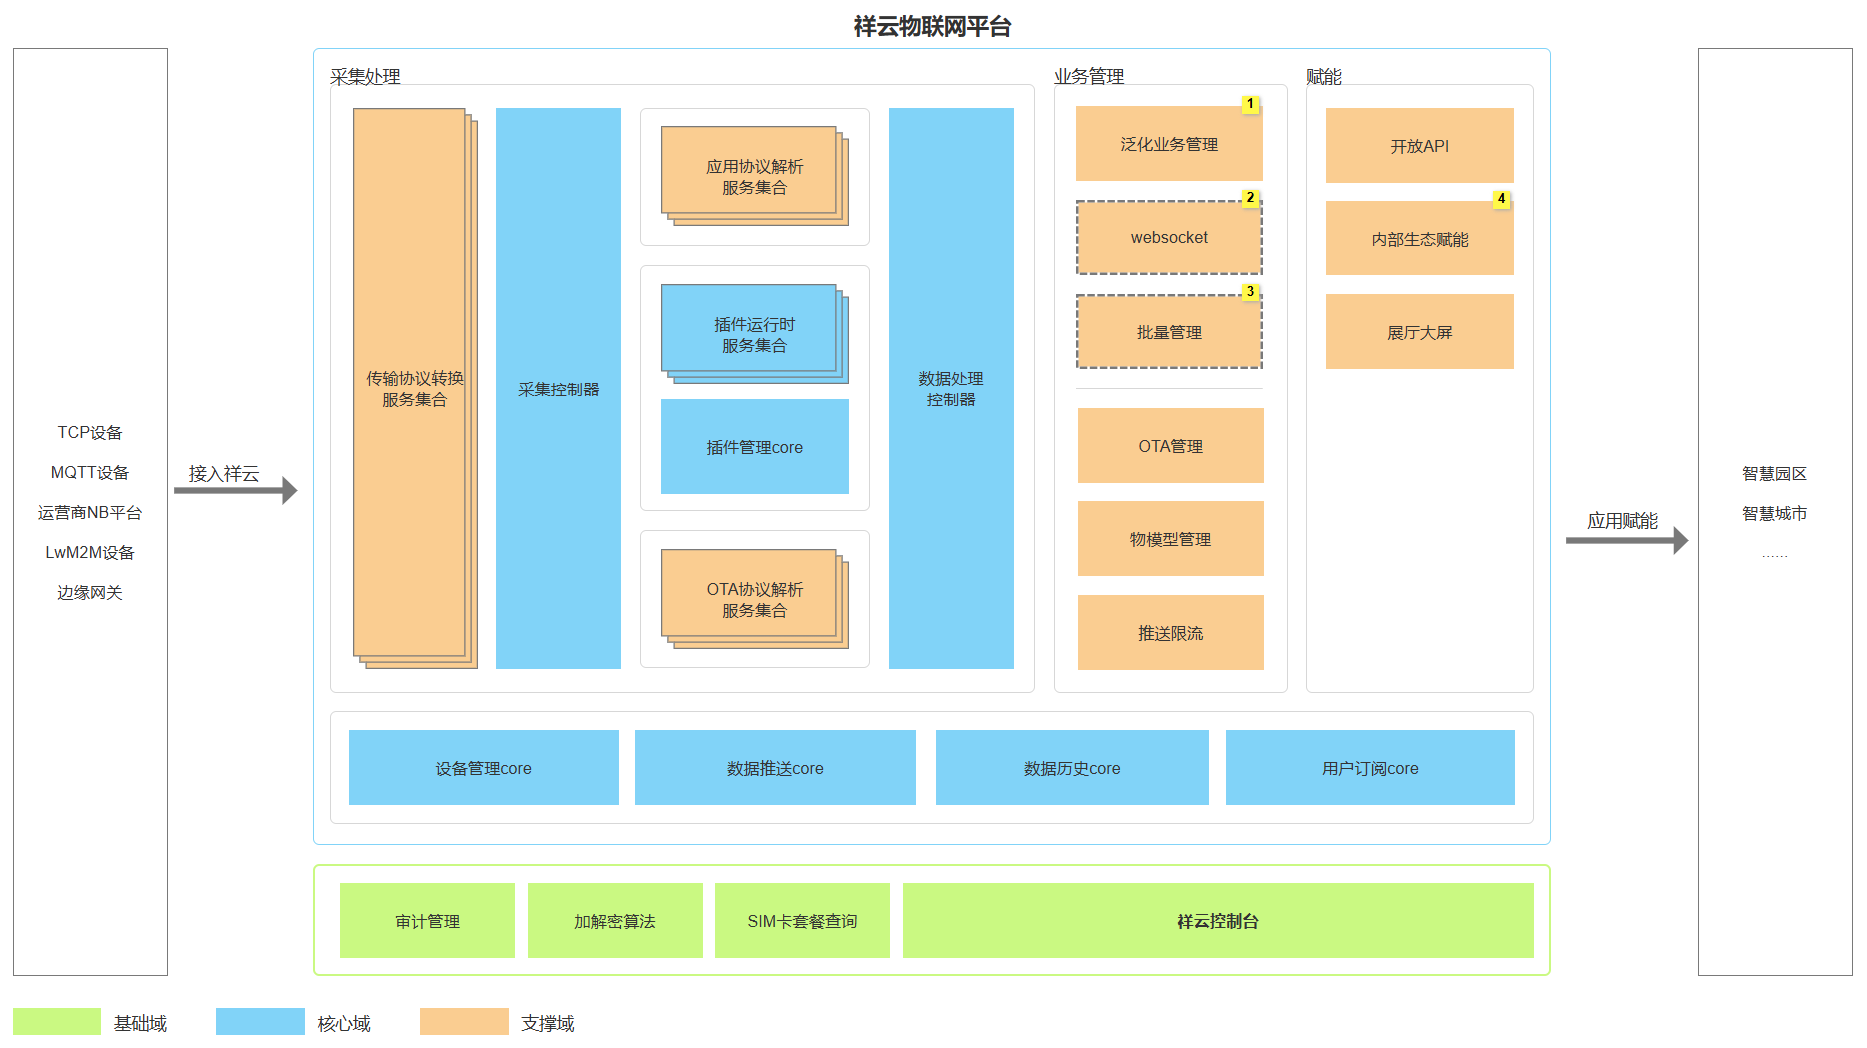 祥云物联网平台
TCP设备
MQTT设备
运营商NB平台
LwM2M设备
边缘网关
接入祥云
采集处理
传输协议转换
服务集合
采集控制器
应用协议解析
服务集合
插件运行时
服务集合
插件管理core
OTA协议解析
服务集合
数据处理
控制器
业务管理
1
泛化业务管理
2
websocket
3
批量管理
OTA管理
物模型管理
推送限流
赋能
开放API
4
内部生态赋能
展厅大屏
设备管理core
数据推送core
数据历史core
用户订阅core
审计管理
加解密算法
SIM卡套餐查询
祥云控制台
应用赋能
智慧园区
智慧城市
......
基础域
核心域
支撑域